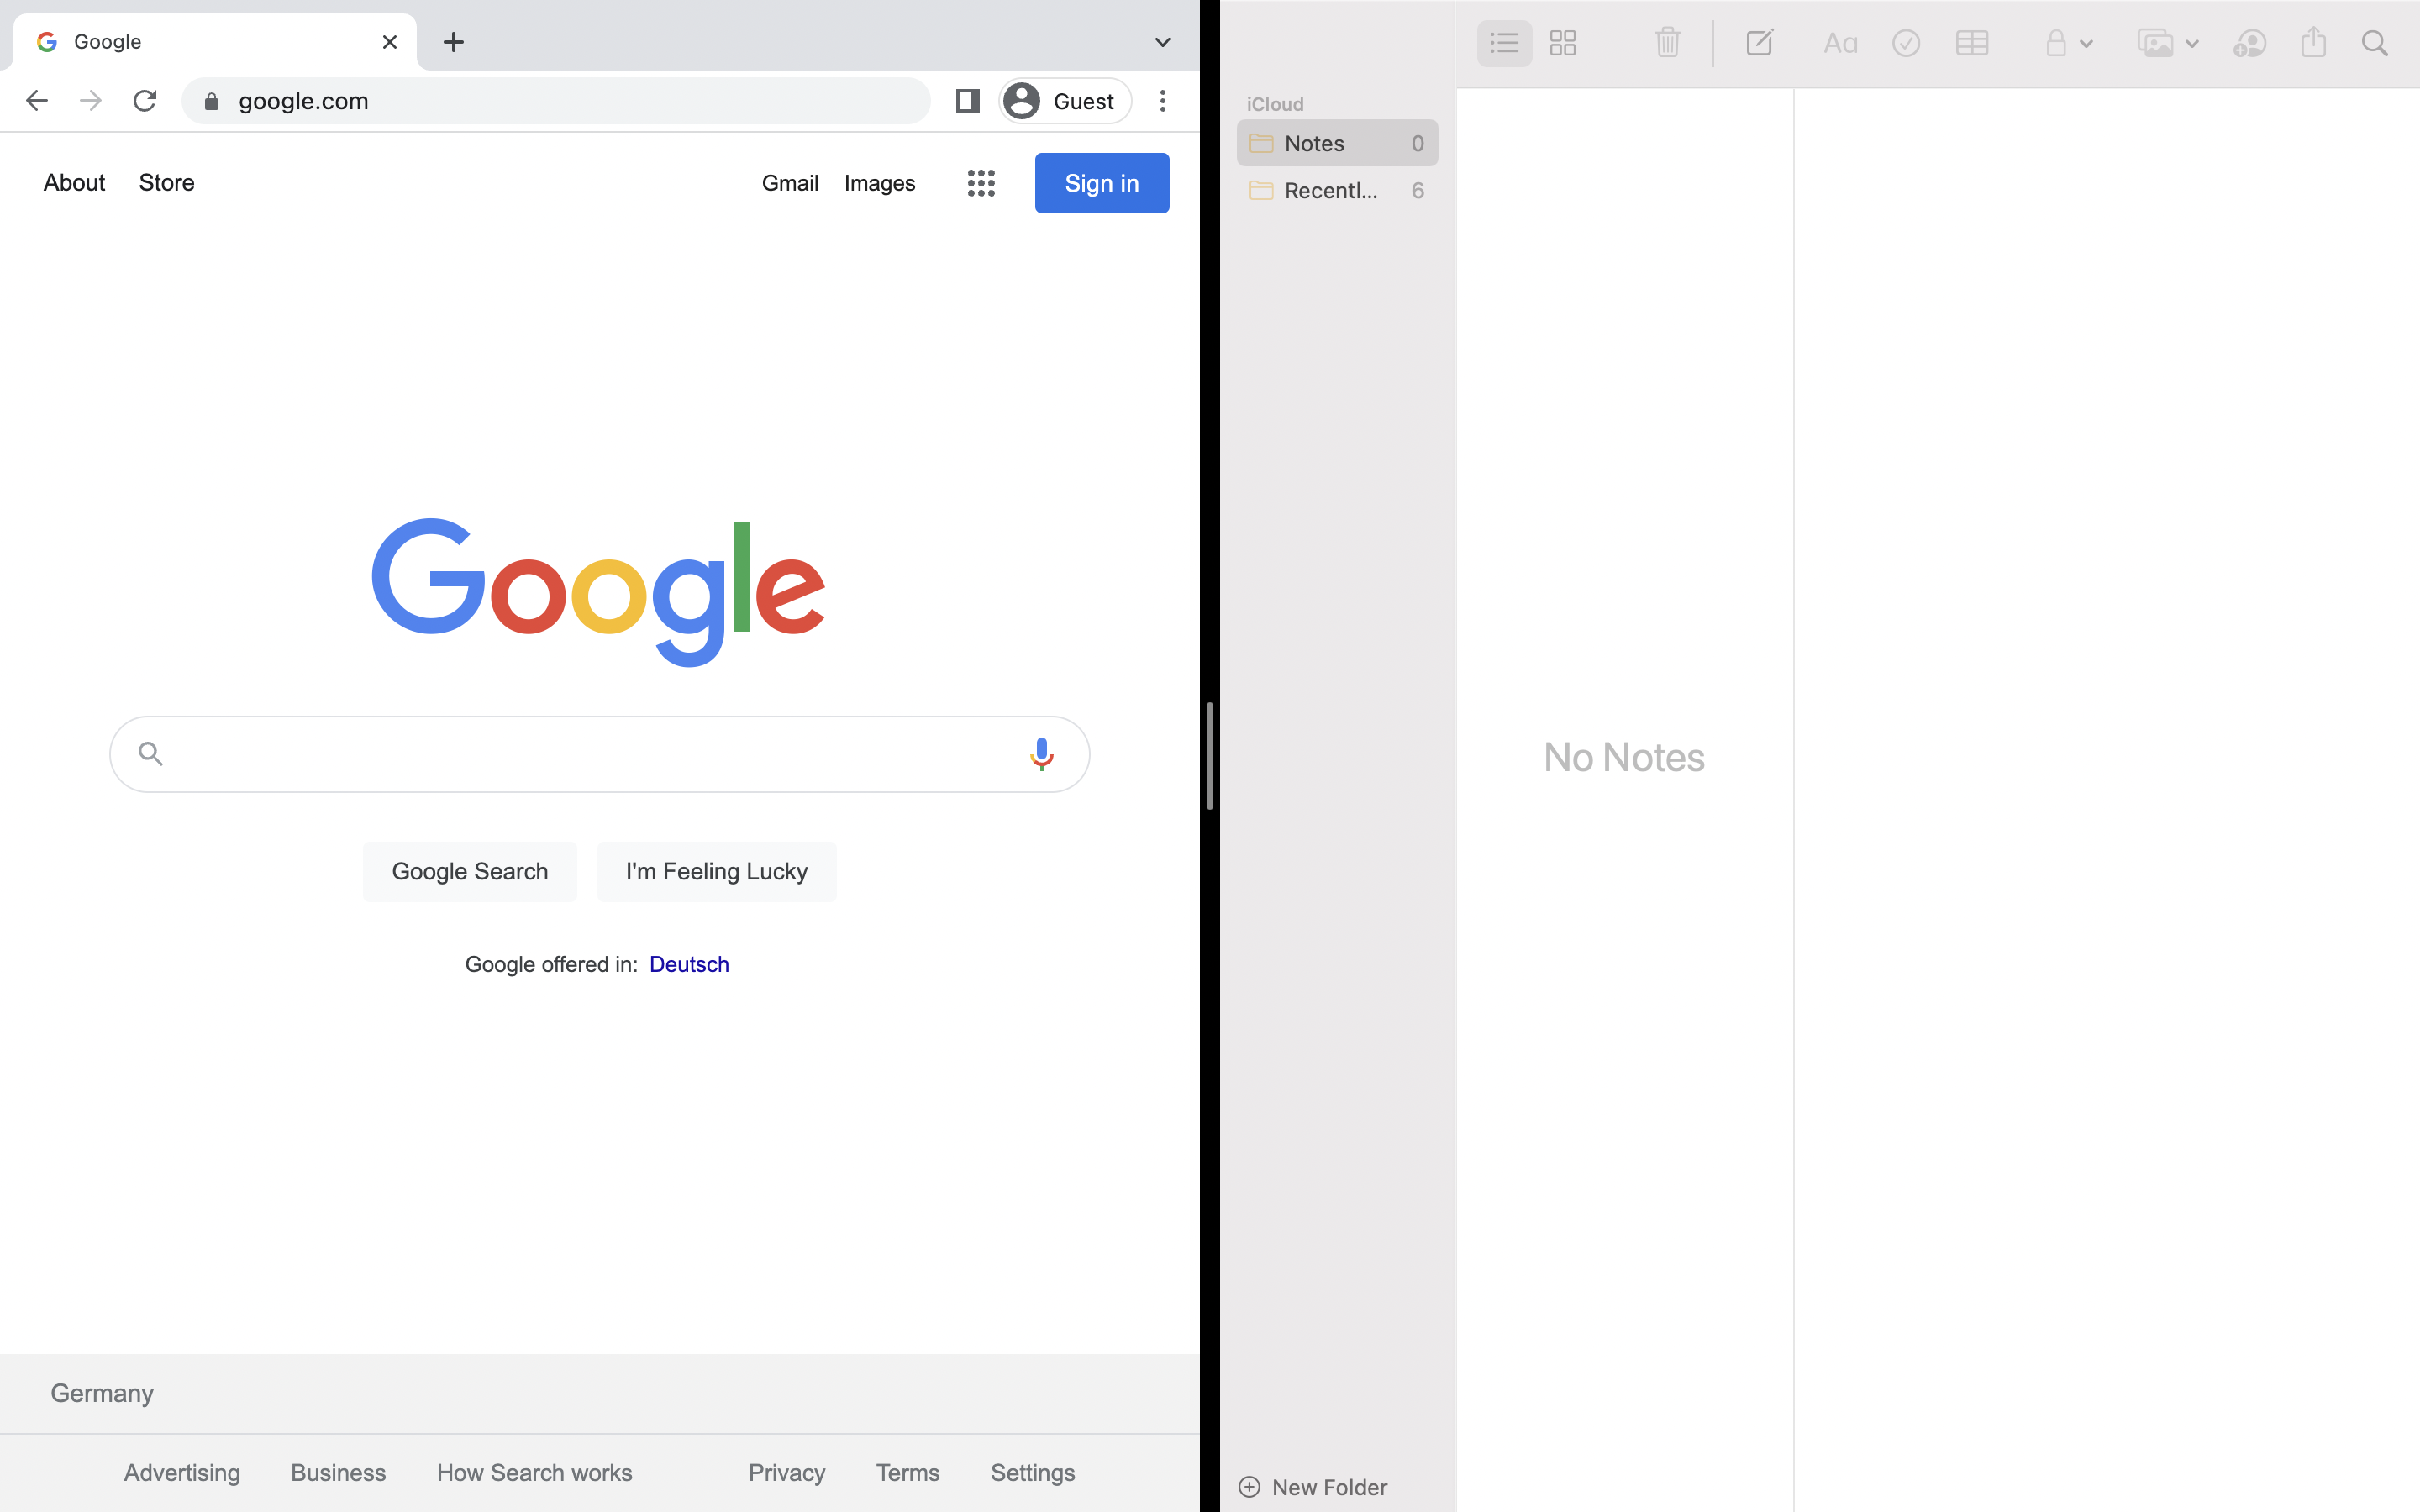 Google
google.com
Guest
About Store
Gmail Images
Sign in
Google
Google Search
I'm Feeling Lucky
Google offered in: Deutsch
Germany
Advertising Business How Search works Privacy Terms Settings
iCloud
Notes 0
Recentl... 6
New Folder
Aa
No Notes